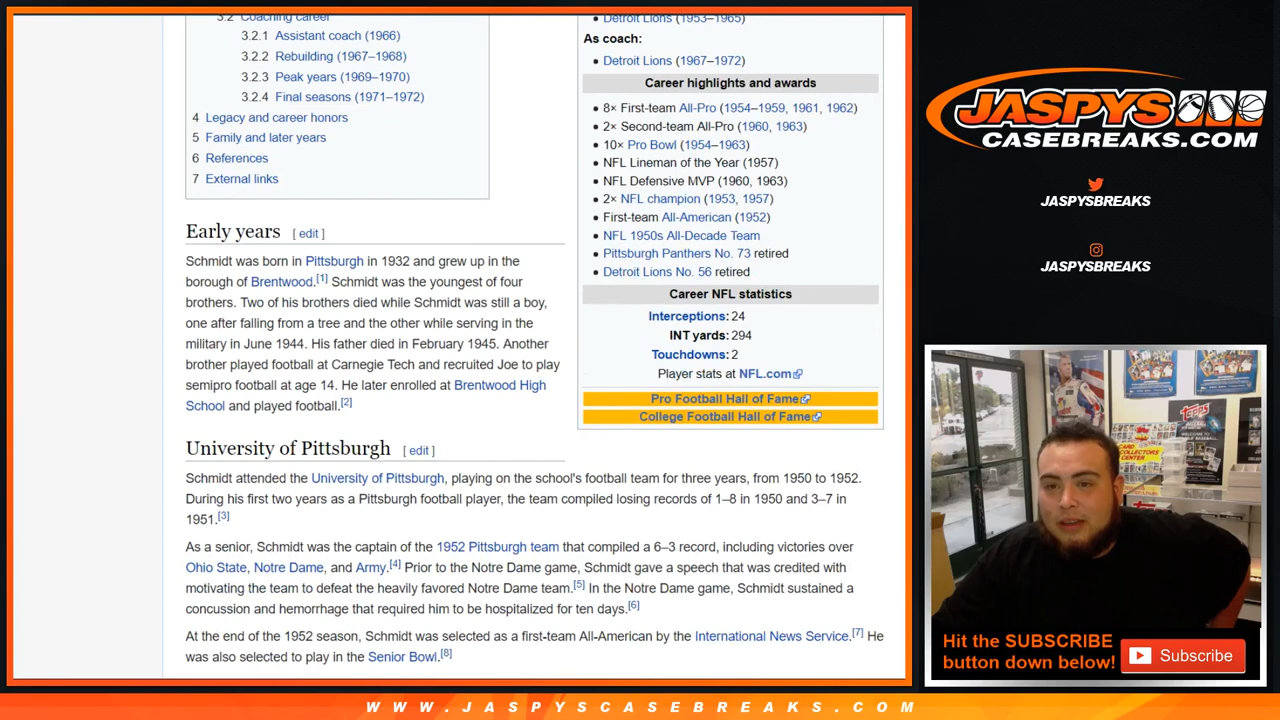 3.2 Coaching career
3.2.1 Assistant coach (1966)
3.2.2 Rebuilding (1967–1968)
3.2.3 Peak years (1969–1970)
3.2.4 Final seasons (1971–1972)
4 Legacy and career honors
5 Family and later years
6 References
7 External links
Detroit Lions (1953–1965)
As coach:
Detroit Lions (1967–1972)
Career highlights and awards
8× First-team All-Pro (1954–1959, 1961, 1962)
2× Second-team All-Pro (1960, 1963)
10× Pro Bowl (1954–1963)
NFL Lineman of the Year (1957)
NFL Defensive MVP (1960, 1963)
2× NFL champion (1953, 1957)
First-team All-American (1952)
NFL 1950s All-Decade Team
Pittsburgh Panthers No. 73 retired
Detroit Lions No. 56 retired
Career NFL statistics
Interceptions: 24
INT yards: 294
Touchdowns: 2
Player stats at NFL.com
Pro Football Hall of Fame
College Football Hall of Fame
Early years [ edit ]
Schmidt was born in Pittsburgh in 1932 and grew up in the
borough of Brentwood.[1] Schmidt was the youngest of four
brothers. Two of his brothers died while Schmidt was still a boy,
one after falling from a tree and the other while serving in the
military in June 1944. His father died in February 1945. Another
brother played football at Carnegie Tech and recruited Joe to play
semipro football at age 14. He later enrolled at Brentwood High
School and played football.[2]
University of Pittsburgh [ edit ]
Schmidt attended the University of Pittsburgh, playing on the school's football team for three years, from 1950 to 1952.
During his first two years as a Pittsburgh football player, the team compiled losing records of 1–8 in 1950 and 3–7 in
1951.[3]
As a senior, Schmidt was the captain of the 1952 Pittsburgh team that compiled a 6–3 record, including victories over
Ohio State, Notre Dame, and Army.[4] Prior to the Notre Dame game, Schmidt gave a speech that was credited with
motivating the team to defeat the heavily favored Notre Dame team.[5] In the Notre Dame game, Schmidt sustained a
concussion and hemorrhage that required him to be hospitalized for ten days.[6]
At the end of the 1952 season, Schmidt was selected as a first-team All-American by the International News Service.[7] He
was also selected to play in the Senior Bowl.[8]
JASPYS
CASEBREAKS.COM
JASPYSBREAKS
JASPYSBREAKS
Topps
WELCOME TO
CARD
COLLECTORS
CENTER
Hit the SUBSCRIBE
button down below!
Subscribe
WWW.JASPYSCASEBREAKS.COM